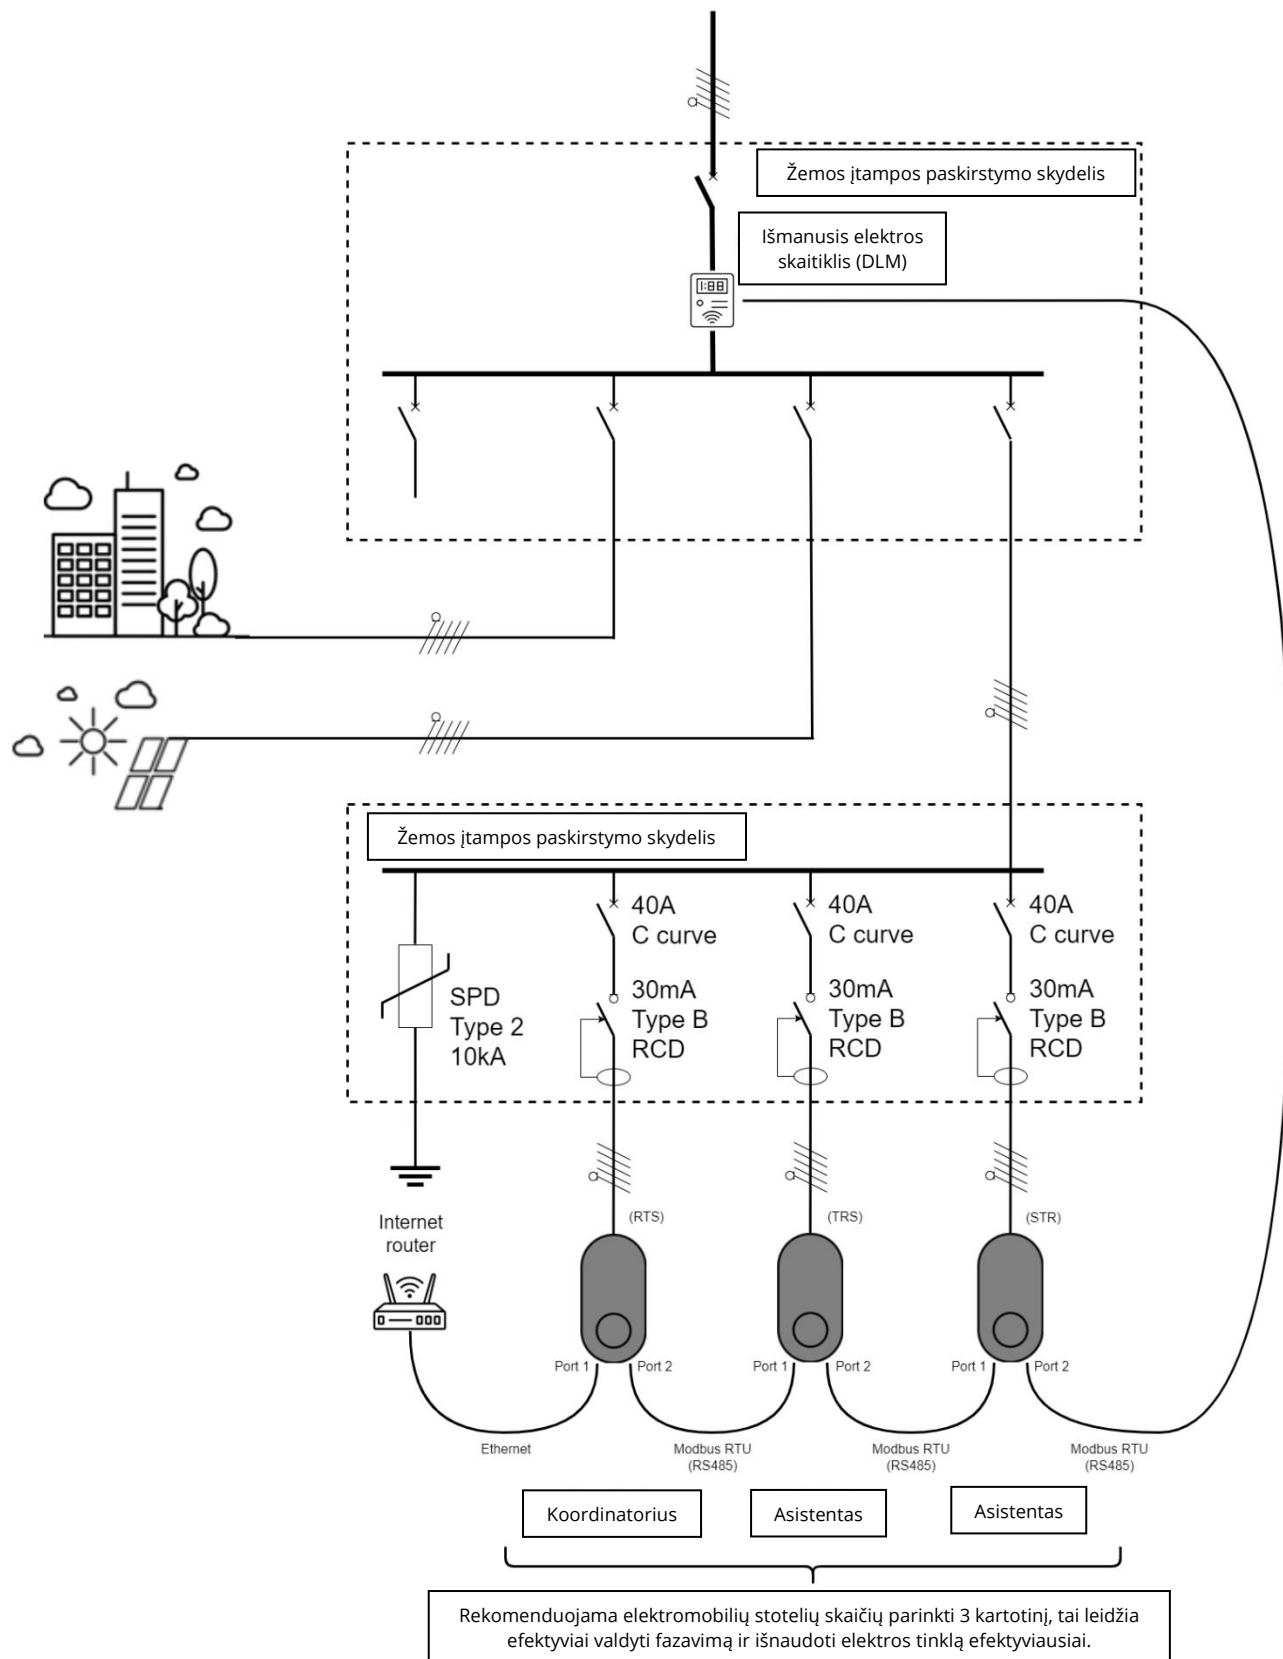 Žemos įtampos paskirstymo skydelis
Išmanusis elektros
skaitiklis (DLM)
Žemos įtampos paskirstymo skydelis
SPD
Type 2
10kA
40A
C curve
30mA
Type B
RCD
40A
C curve
30mA
Type B
RCD
40A
C curve
30mA
Type B
RCD
Internet
router
(RTS)
(TRS)
(STR)
Port 1
Port 2
Port 1
Port 2
Port 1
Port 2
Ethernet
Modbus RTU
(RS485)
Modbus RTU
(RS485)
Modbus RTU
(RS485)
Koordinatorius
Asistentas
Asistentas
Rekomenduojama elektromobilių stotelių skaičių parinkti 3 kartotinį, tai leidžia
efektyviai valdyti fazavimą ir išnaudoti elektros tinklą efektyviausiai.